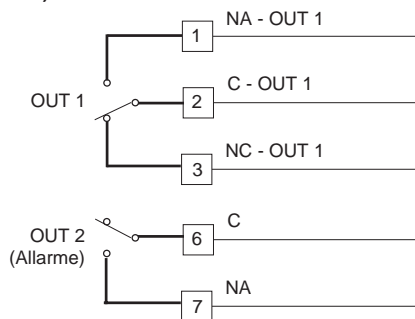 NA - OUT 1
1
OUT 1
2
C - OUT 1
3
NC - OUT 1
OUT 2
(Allarme)
6
C
7
NA